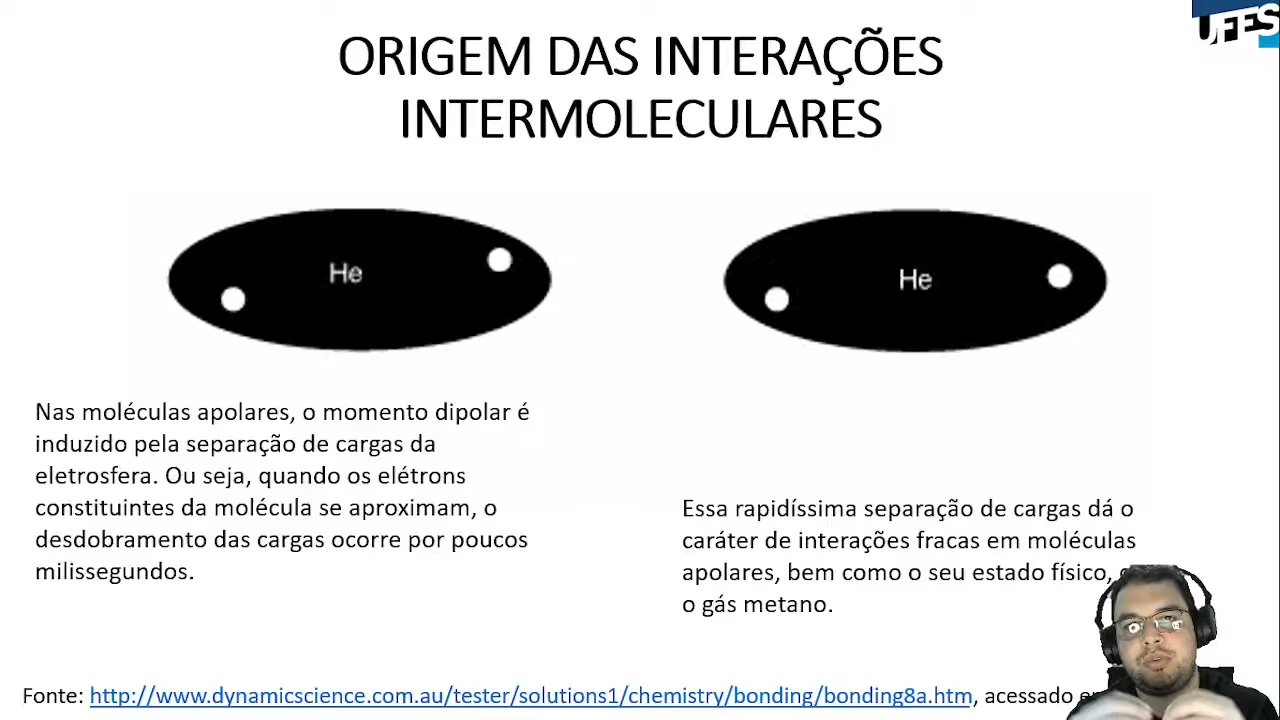 UFES
ORIGEM DAS INTERAÇÕES
INTERMOLECULARES
He
He
Nas moléculas apolares, o momento dipolar é
induzido pela separação de cargas da
eletrosfera. Ou seja, quando os elétrons
constituintes da molécula se aproximam, o
desdobramento das cargas ocorre por poucos
milissegundos.
Essa rapidíssima separação de cargas dá o
caráter de interações fracas em moléculas
apolares, bem como o seu estado físico,
o gás metano.
Fonte: http://www.dynamicscience.com.au/tester/solutions1/chemistry/bonding/bonding8a.htm, acessado